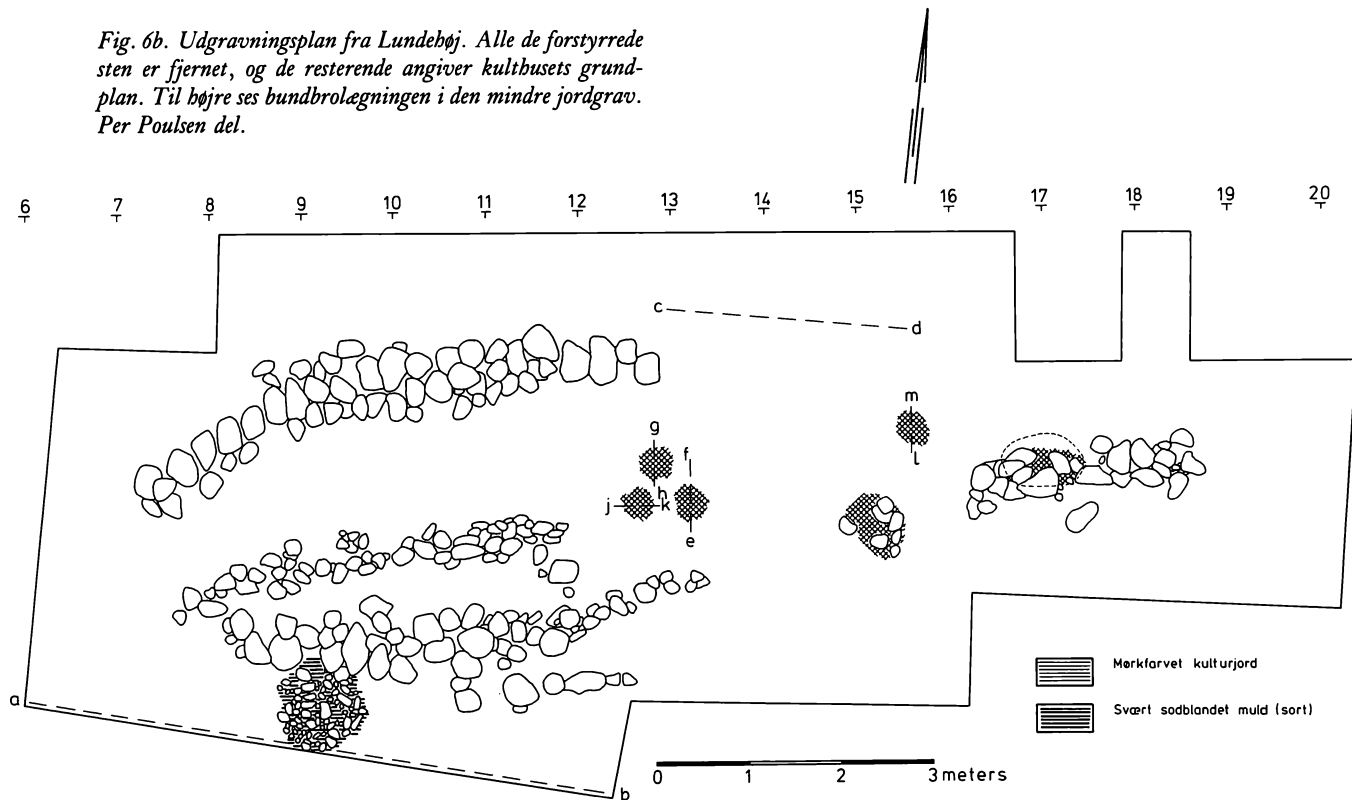 Fig. 6b. Udgravningsplan fra Lundehøj. Alle de forstyrrede
sten er fjernet, og de resterende angiver kulthusets grund-
plan. Til højre ses bundbrolægningen i den mindre jordgrav.
Per Poulsen del.
6 7 8 9 10 11 12 13 14 15 16 17 18 19 20
c d
m
g f
l
h
j k
e
Mørkfarvet kulturjord
a
Svært sodblandet muld (sort)
0 1 2 3 meters
b